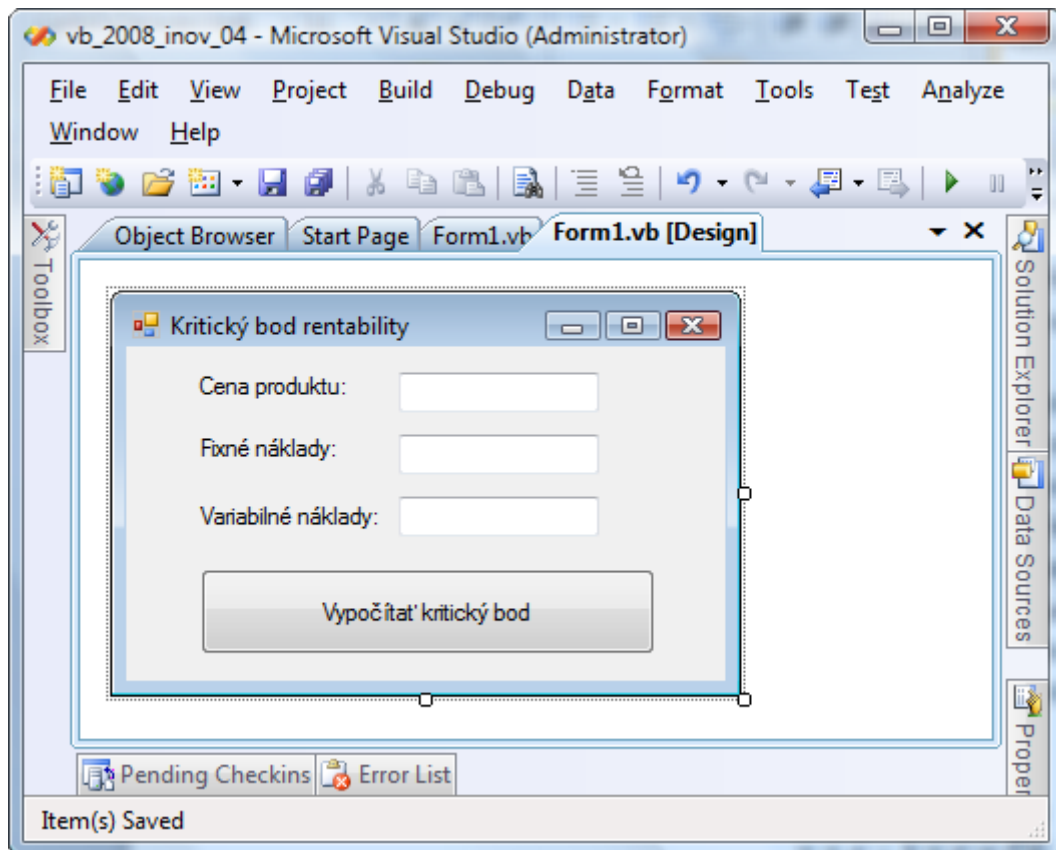 vb_2008_inov_04 - Microsoft Visual Studio (Administrator)
File Edit View Project Build Debug Data Format Tools Test Analyze
Window Help
Toolbox
Object Browser Start Page Form1.vb Form1.vb [Design]
Kritický bod rentability
Cena produktu:
Fixné náklady:
Variabilné náklady:
Vypočítať kritický bod
Solution Explorer
Data Sources
Proper
Pending Checkins Error List
Item(s) Saved